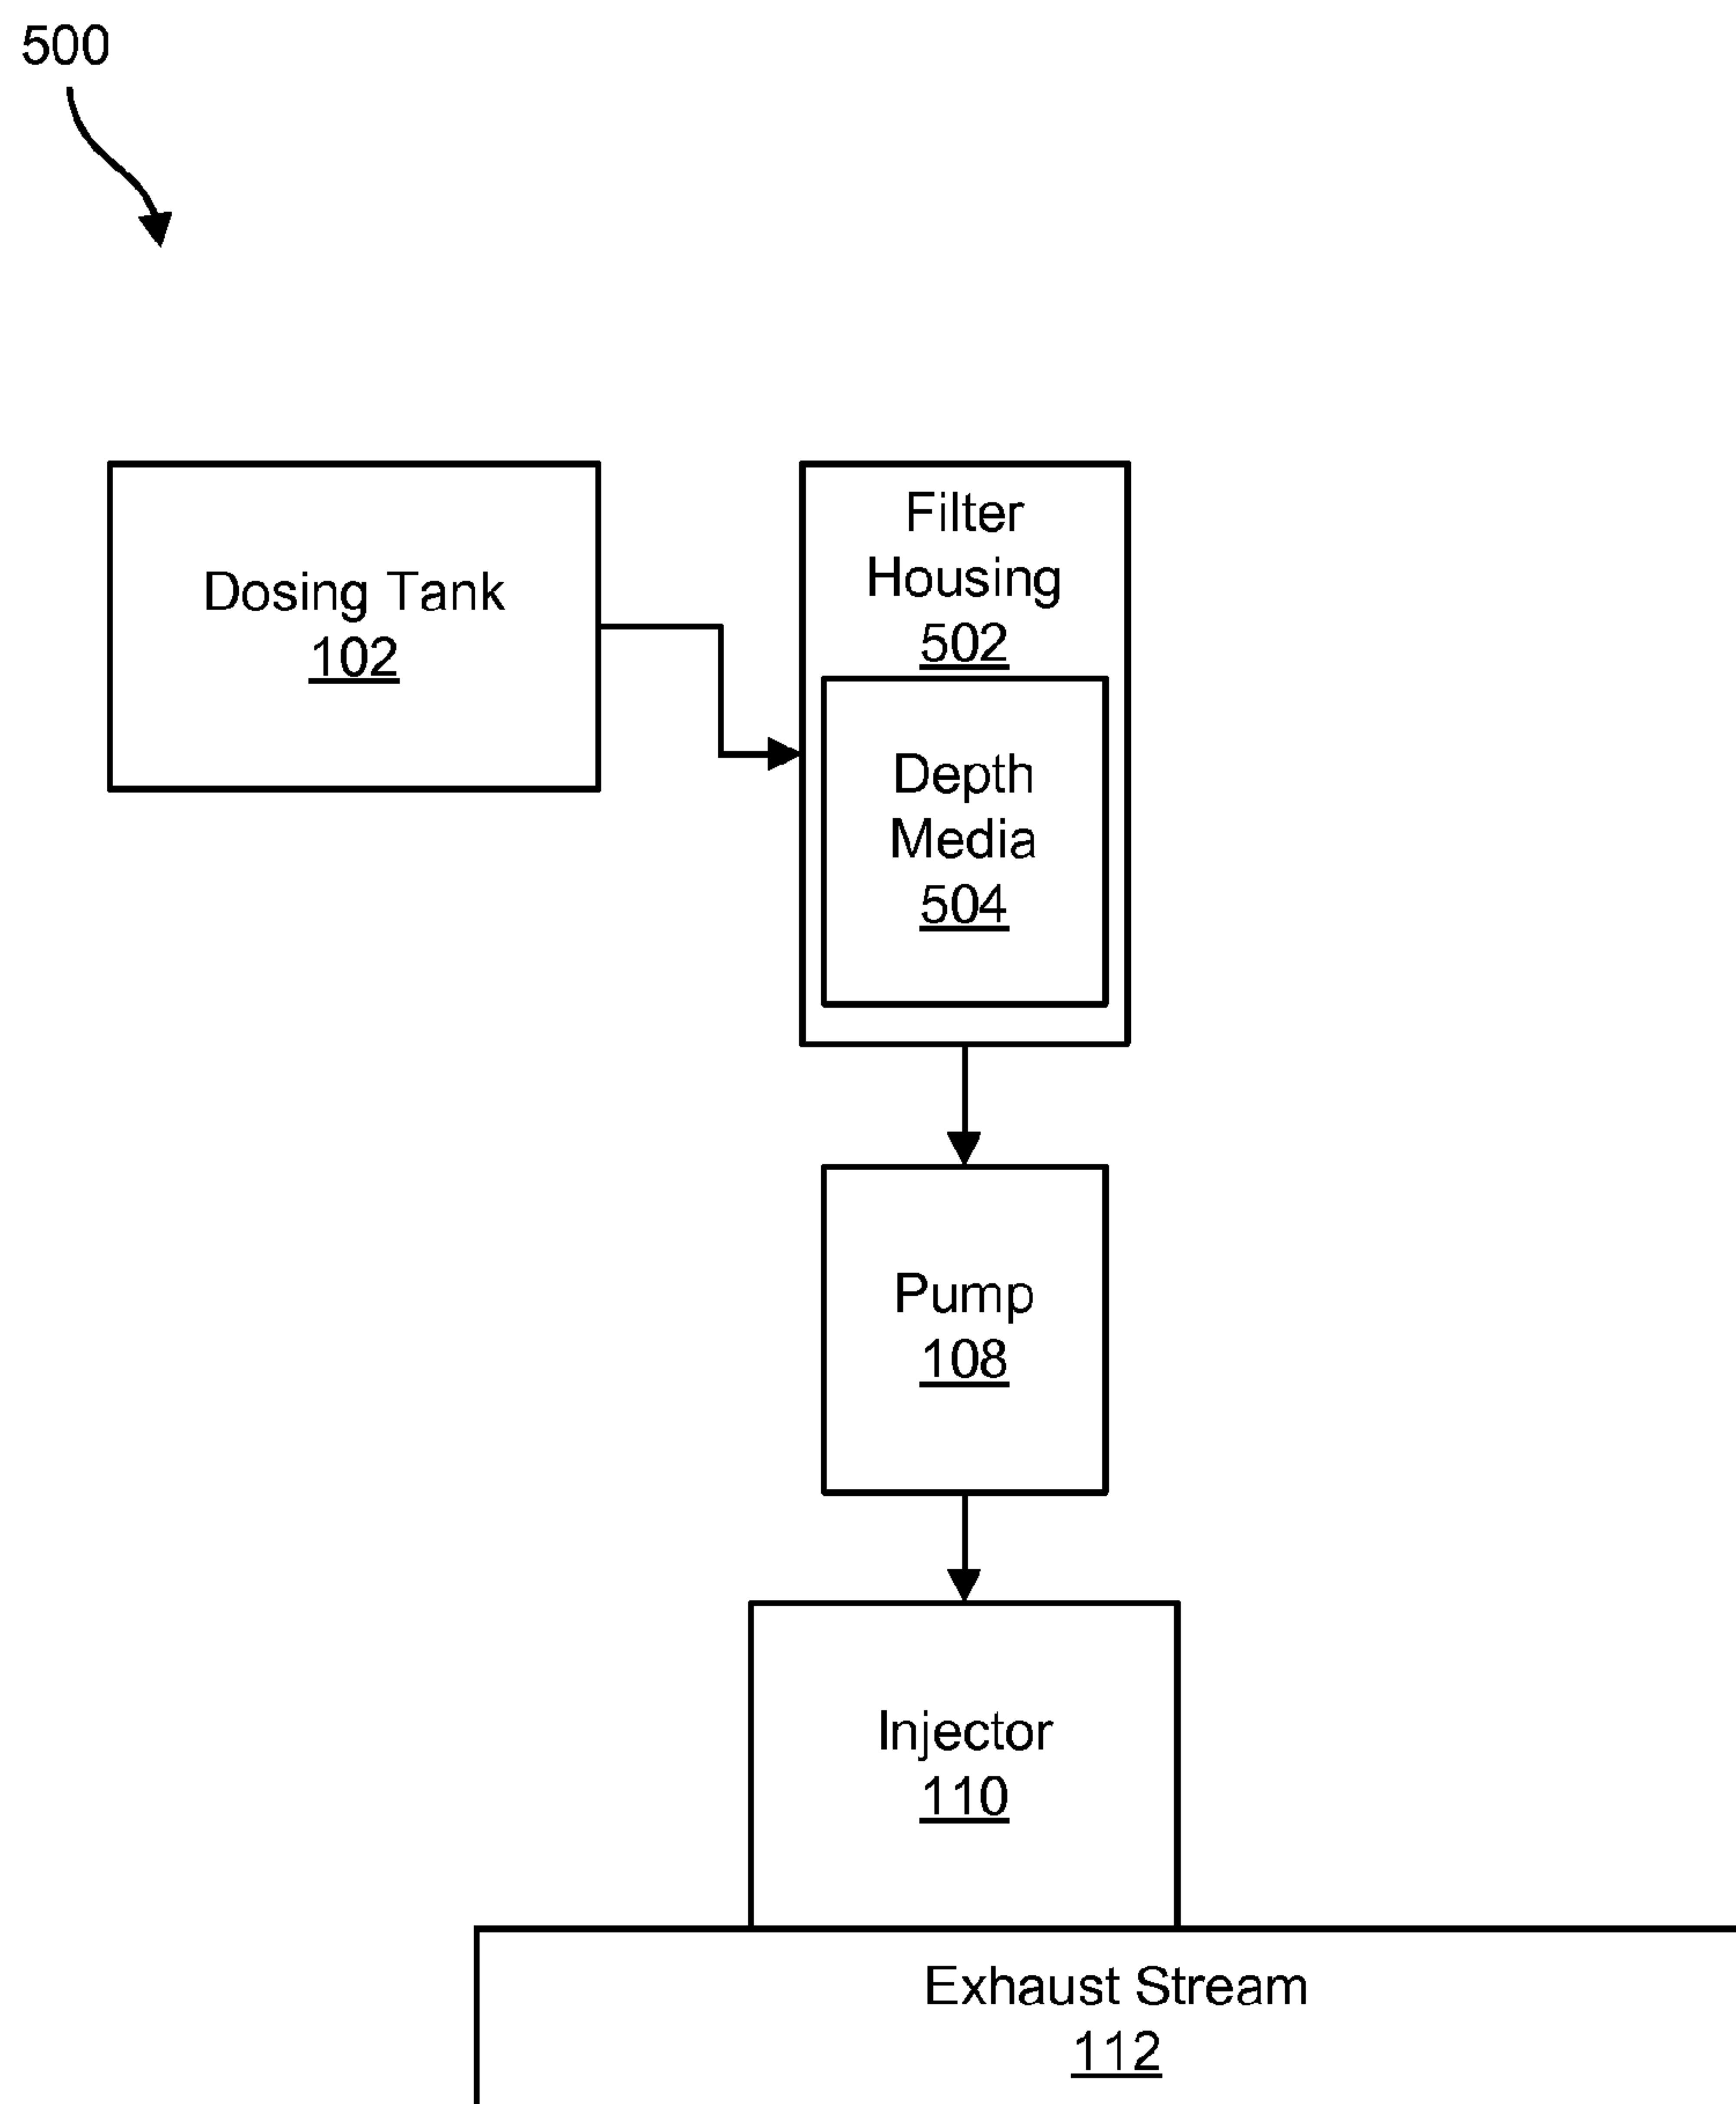 500
Dosing Tank
102
Filter
Housing
502
Depth
Media
504
Pump
108
Injector
110
Exhaust Stream
112